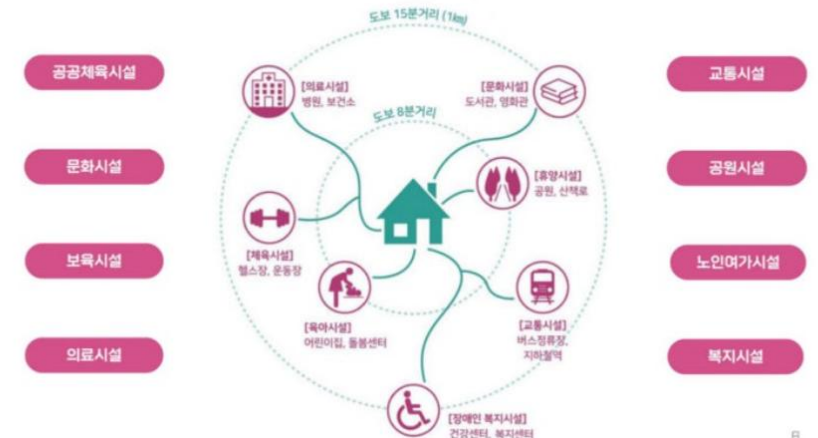 도보 15분거리 (1km)
공공체육시설
문화시설
보육시설
의료시설
[의료시설]
병원, 보건소
[문화시설]
도서관, 영화관
도보 8분거리
[휴양시설]
공원, 산책로
[체육시설]
헬스장, 운동장
[육아시설]
어린이집, 돌봄센터
[교통시설]
버스정류장,
지하철역
[장애인 복지시설]
건강센터, 복지센터
교통시설
공원시설
노인여가시설
복지시설